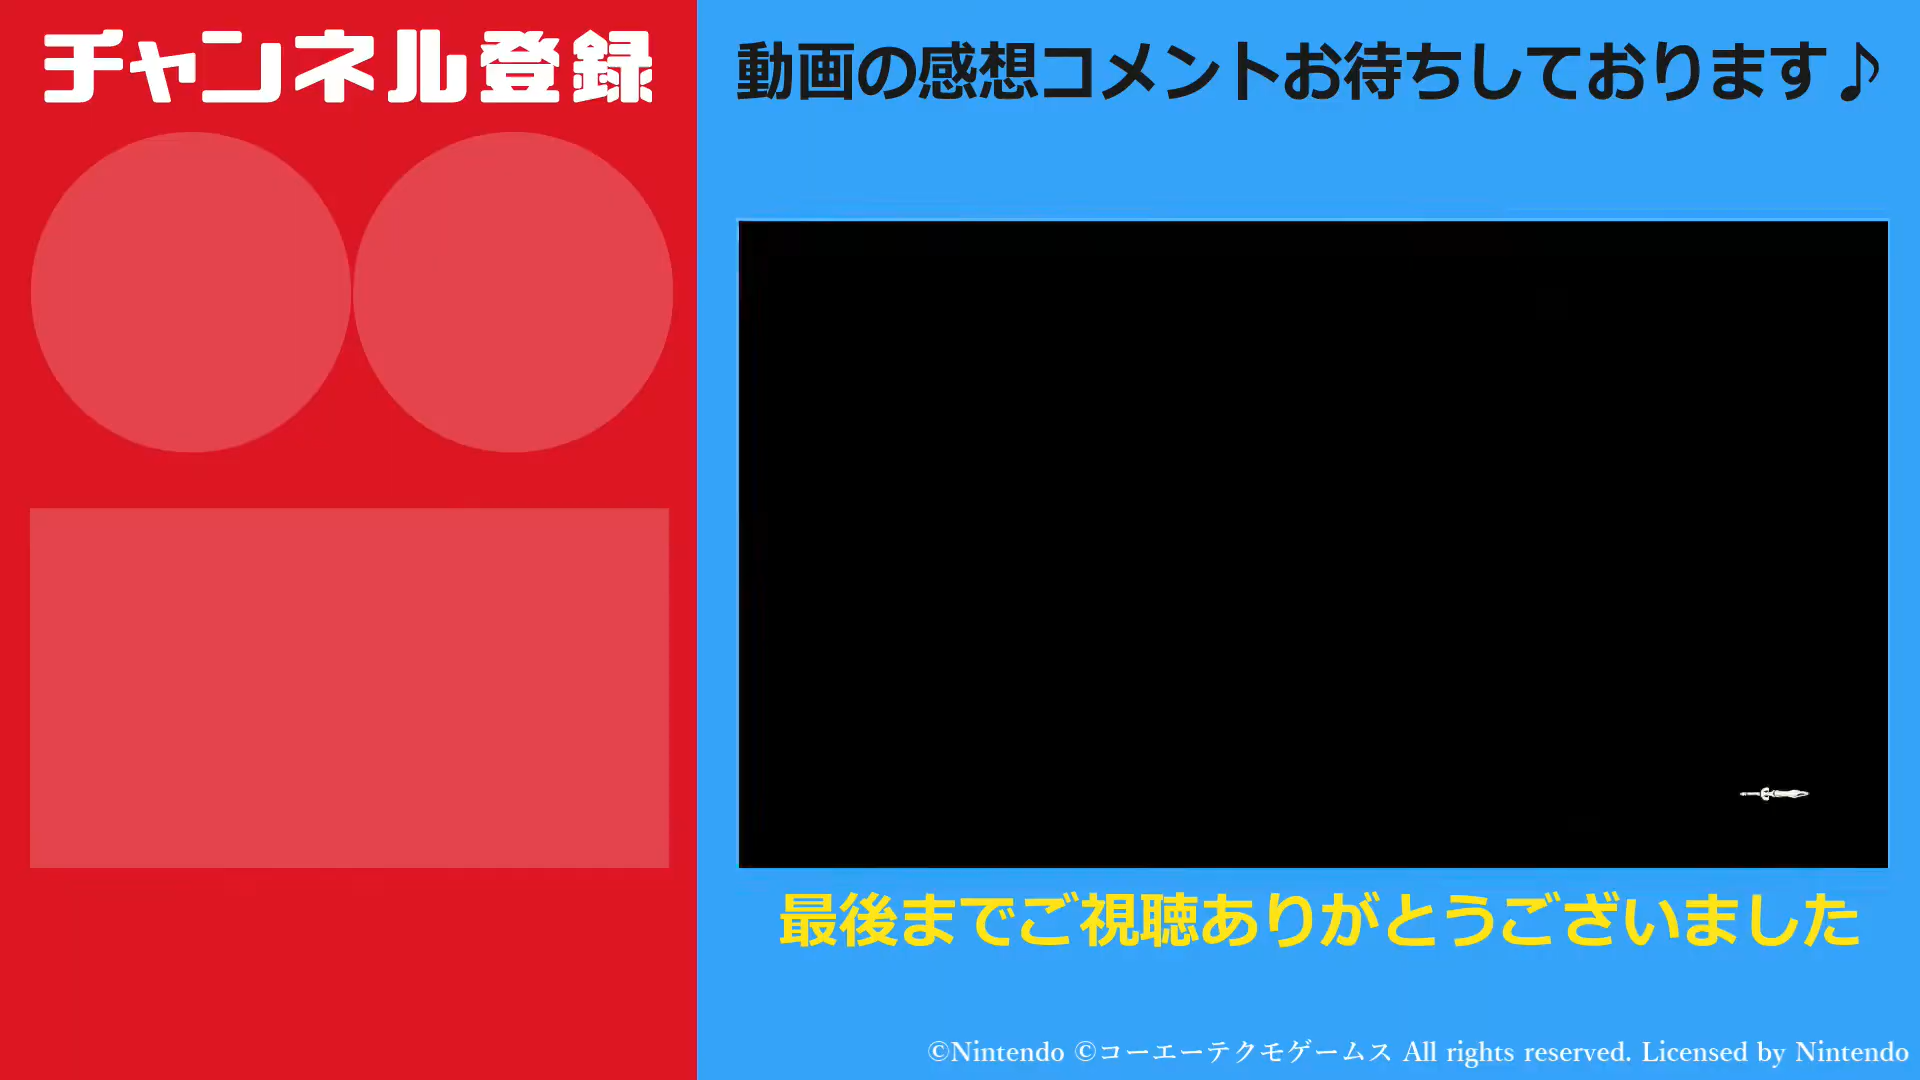 チャンネル登録
動画の感想コメントお待ちしております♪
最後までご視聴ありがとうございました
©Nintendo ©コーエーテクモゲームス All rights reserved. Licensed by Nintendo